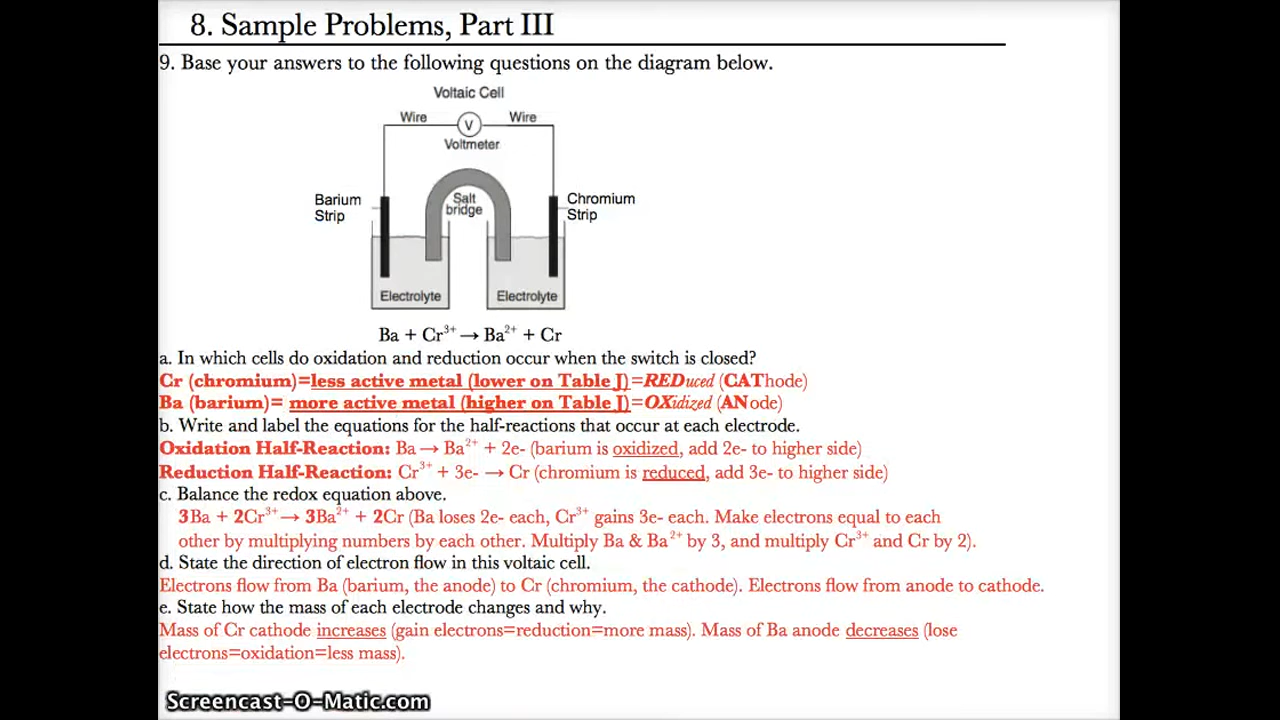 8. Sample Problems, Part III
9. Base your answers to the following questions on the diagram below.
Voltaic Cell
Wire
V
Wire
Voltmeter
Barium
Strip
Salt
bridge
Chromium
Strip
Electrolyte
Electrolyte
Ba + Cr³⁺ → Ba²⁺ + Cr
a. In which cells do oxidation and reduction occur when the switch is closed?
Cr (chromium)=less active metal (lower on Table J)=REDuced (CAThode)
Ba (barium)= more active metal (higher on Table J)=OXidized (ANode)
b. Write and label the equations for the half-reactions that occur at each electrode.
Oxidation Half-Reaction: Ba → Ba²⁺ + 2e- (barium is oxidized, add 2e- to higher side)
Reduction Half-Reaction: Cr³⁺ + 3e- → Cr (chromium is reduced, add 3e- to higher side)
c. Balance the redox equation above.
3Ba + 2Cr³⁺ → 3Ba²⁺ + 2Cr (Ba loses 2e- each, Cr³⁺ gains 3e- each. Make electrons equal to each
other by multiplying numbers by each other. Multiply Ba & Ba²⁺ by 3, and multiply Cr³⁺ and Cr by 2).
d. State the direction of electron flow in this voltaic cell.
Electrons flow from Ba (barium, the anode) to Cr (chromium, the cathode). Electrons flow from anode to cathode.
e. State how the mass of each electrode changes and why.
Mass of Cr cathode increases (gain electrons=reduction=more mass). Mass of Ba anode decreases (lose
electrons=oxidation=less mass).
Screencast-O-Matic.com